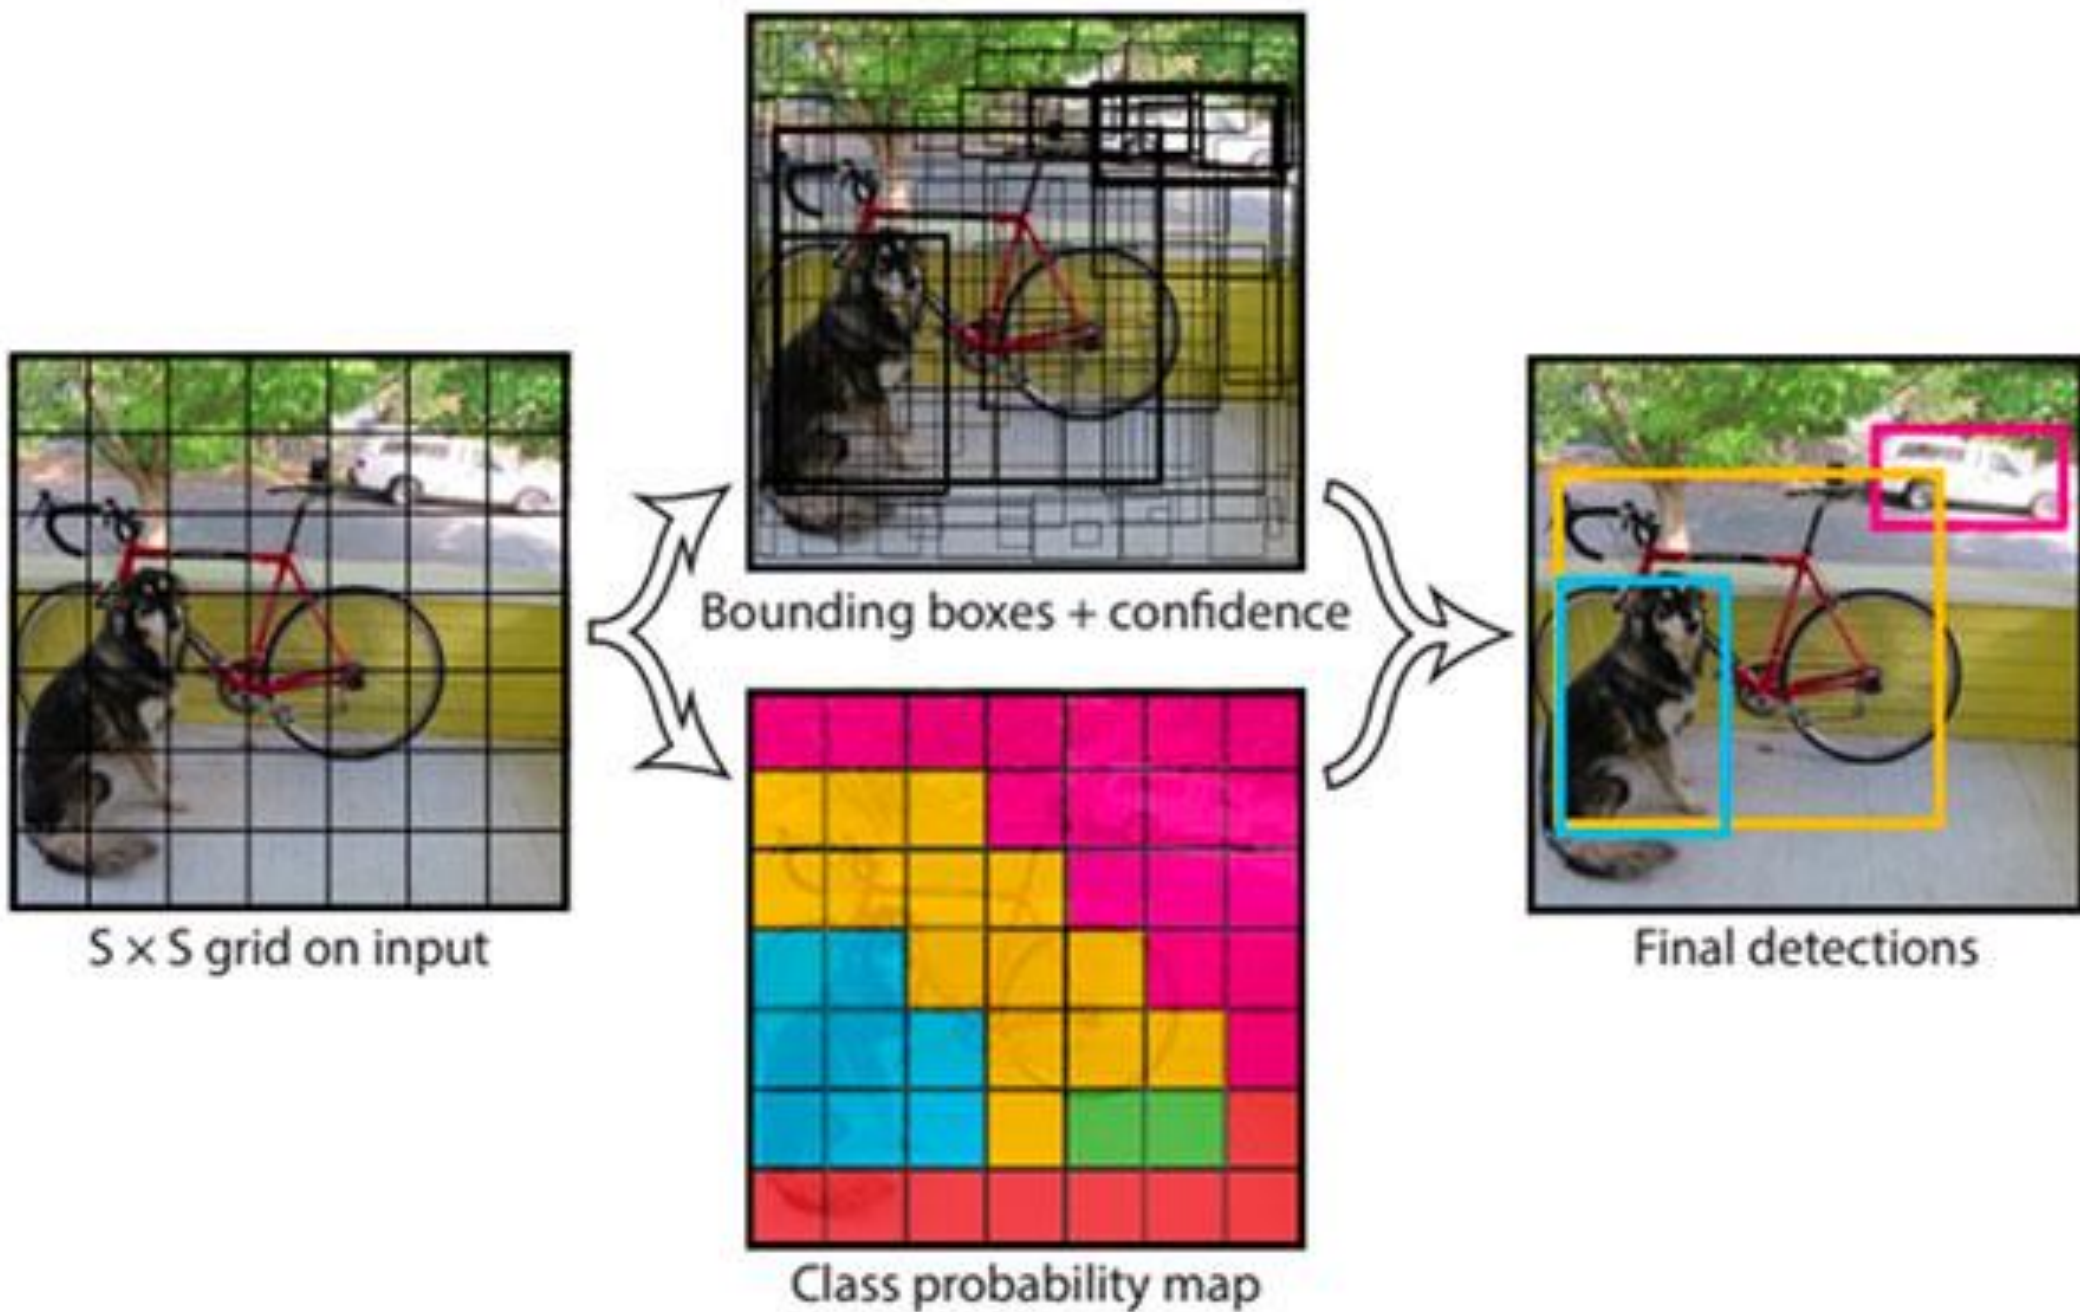 S × S grid on input
Bounding boxes + confidence
Class probability map
Final detections